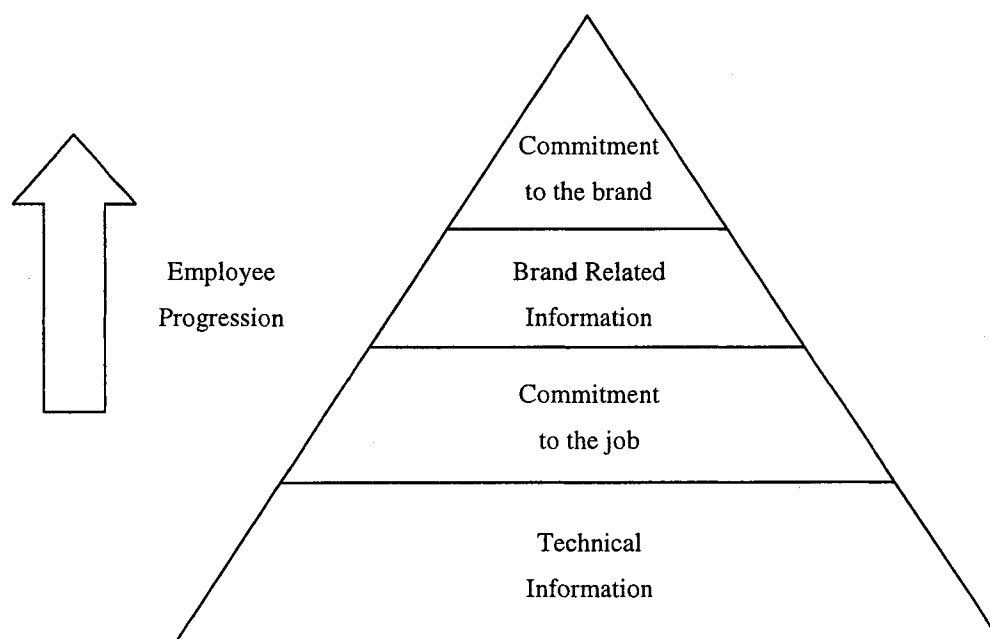 Commitment
to the brand
Employee
Progression
Brand Related
Information
Commitment
to the job
Technical
Information